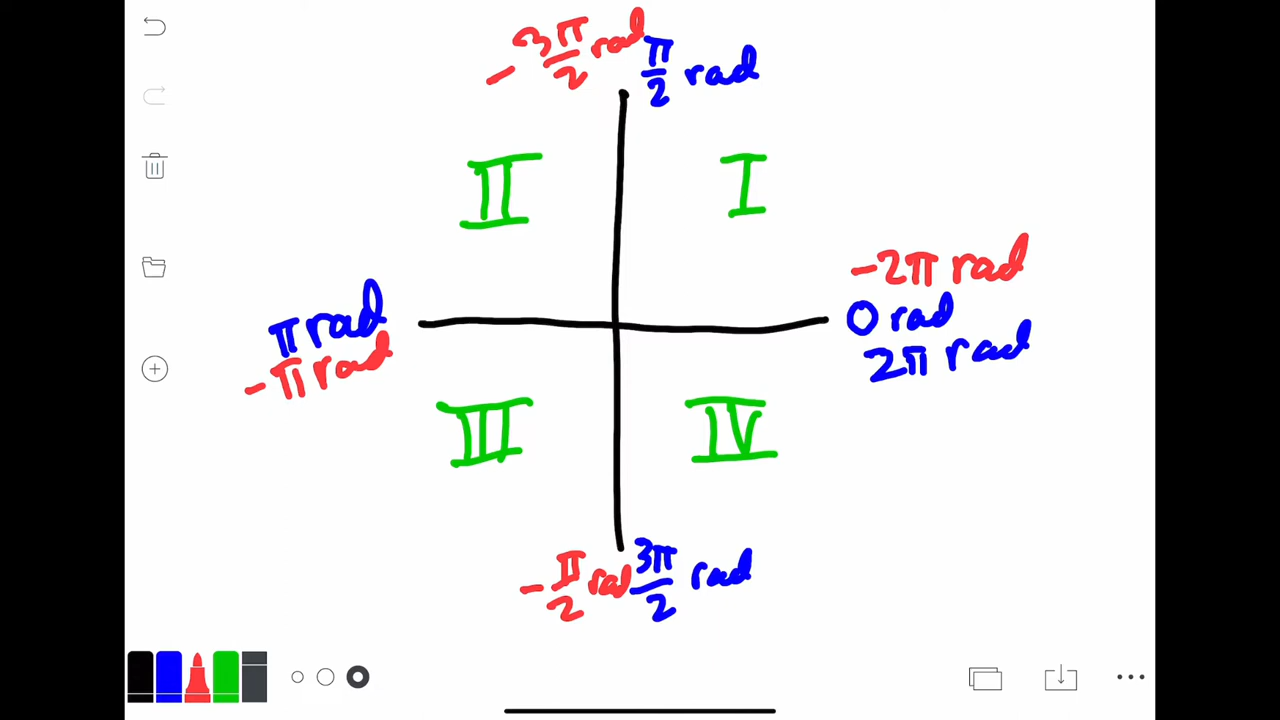 -3π/2 rad π/2 rad
II I
-2π rad
π rad 0 rad
-π rad 2π rad
III IV
-π/2 rad 3π/2 rad